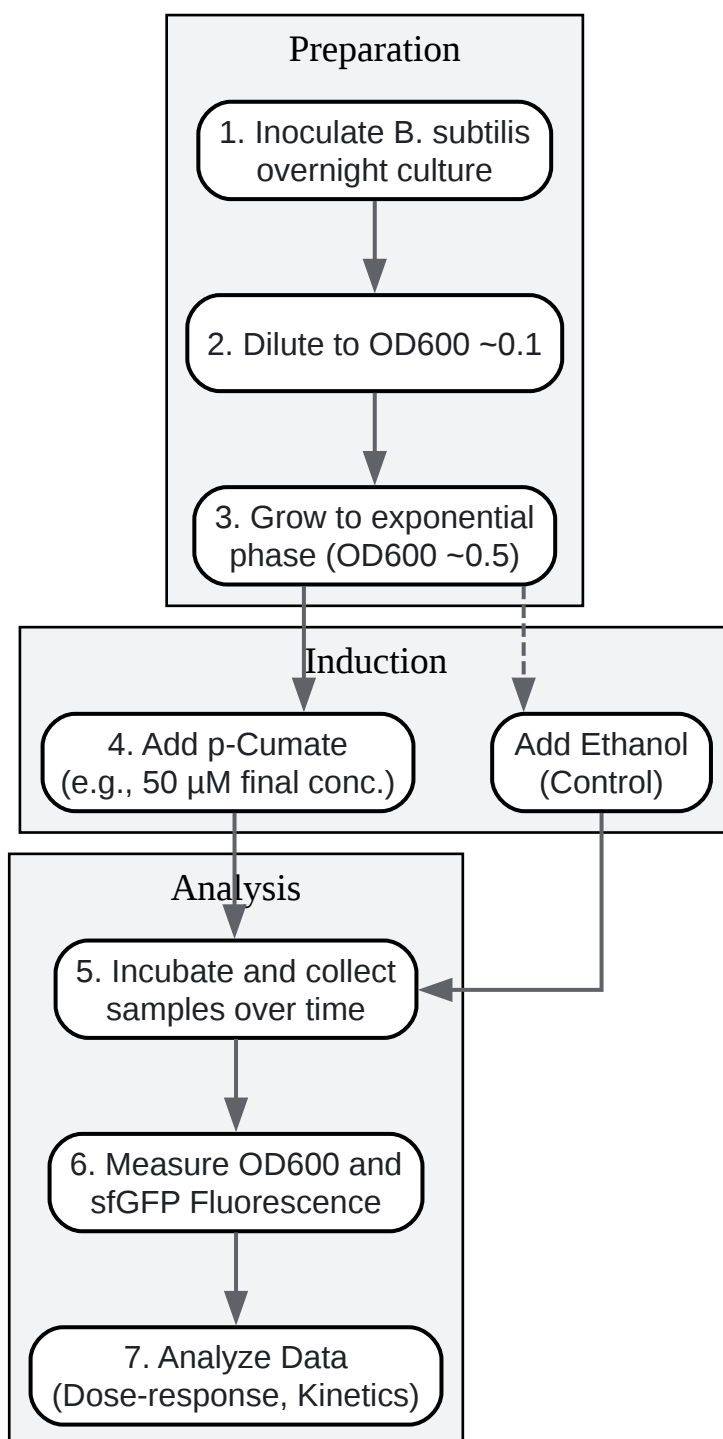 Preparation
1. Inoculate B. subtilis
overnight culture
2. Dilute to OD600 ~0.1
3. Grow to exponential
phase (OD600 ~0.5)
Induction
4. Add p-Cumate
(e.g., 50 µM final conc.)
Add Ethanol
(Control)
Analysis
5. Incubate and collect
samples over time
6. Measure OD600 and
sfGFP Fluorescence
7. Analyze Data
(Dose-response, Kinetics)